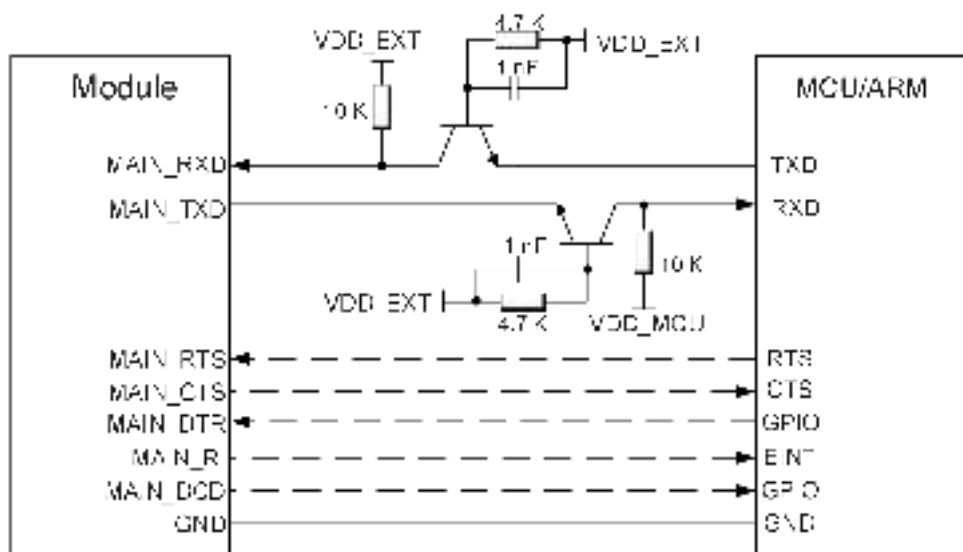 4.7 K
VDD_EXT
VDD_EXT
1 nF
Module
MCU/ARM
10 K
MAIN_RXD
TXD
MAIN_TXD
RXD
1 nF
10 K
VDD_EXT
4.7 K
VDD_MCU
MAIN_RTS
RTS
MAIN_CTS
CTS
MAIN_DTR
GPIO
MAIN_R
EINT
MAIN_DCD
GPIO
GND
GND